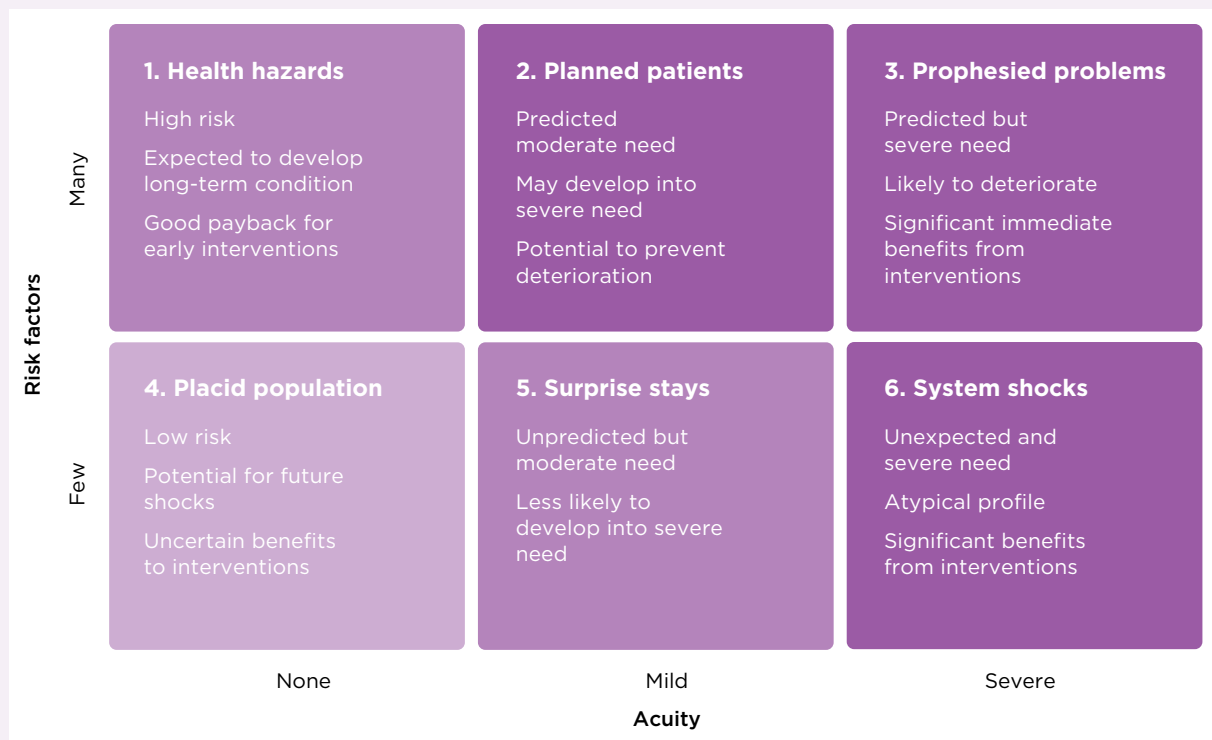 Risk factors
Many
1. Health hazards
High risk
Expected to develop
long-term condition
Good payback for
early interventions
2. Planned patients
Predicted
moderate need
May develop into
severe need
Potential to prevent
deterioration
3. Prophesied problems
Predicted but
severe need
Likely to deteriorate
Significant immediate
benefits from
interventions
Few
4. Placid population
Low risk
Potential for future
shocks
Uncertain benefits
to interventions
5. Surprise stays
Unpredicted but
moderate need
Less likely to
develop into severe
need
6. System shocks
Unexpected and
severe need
Atypical profile
Significant benefits
from interventions
None
Mild
Severe
Acuity